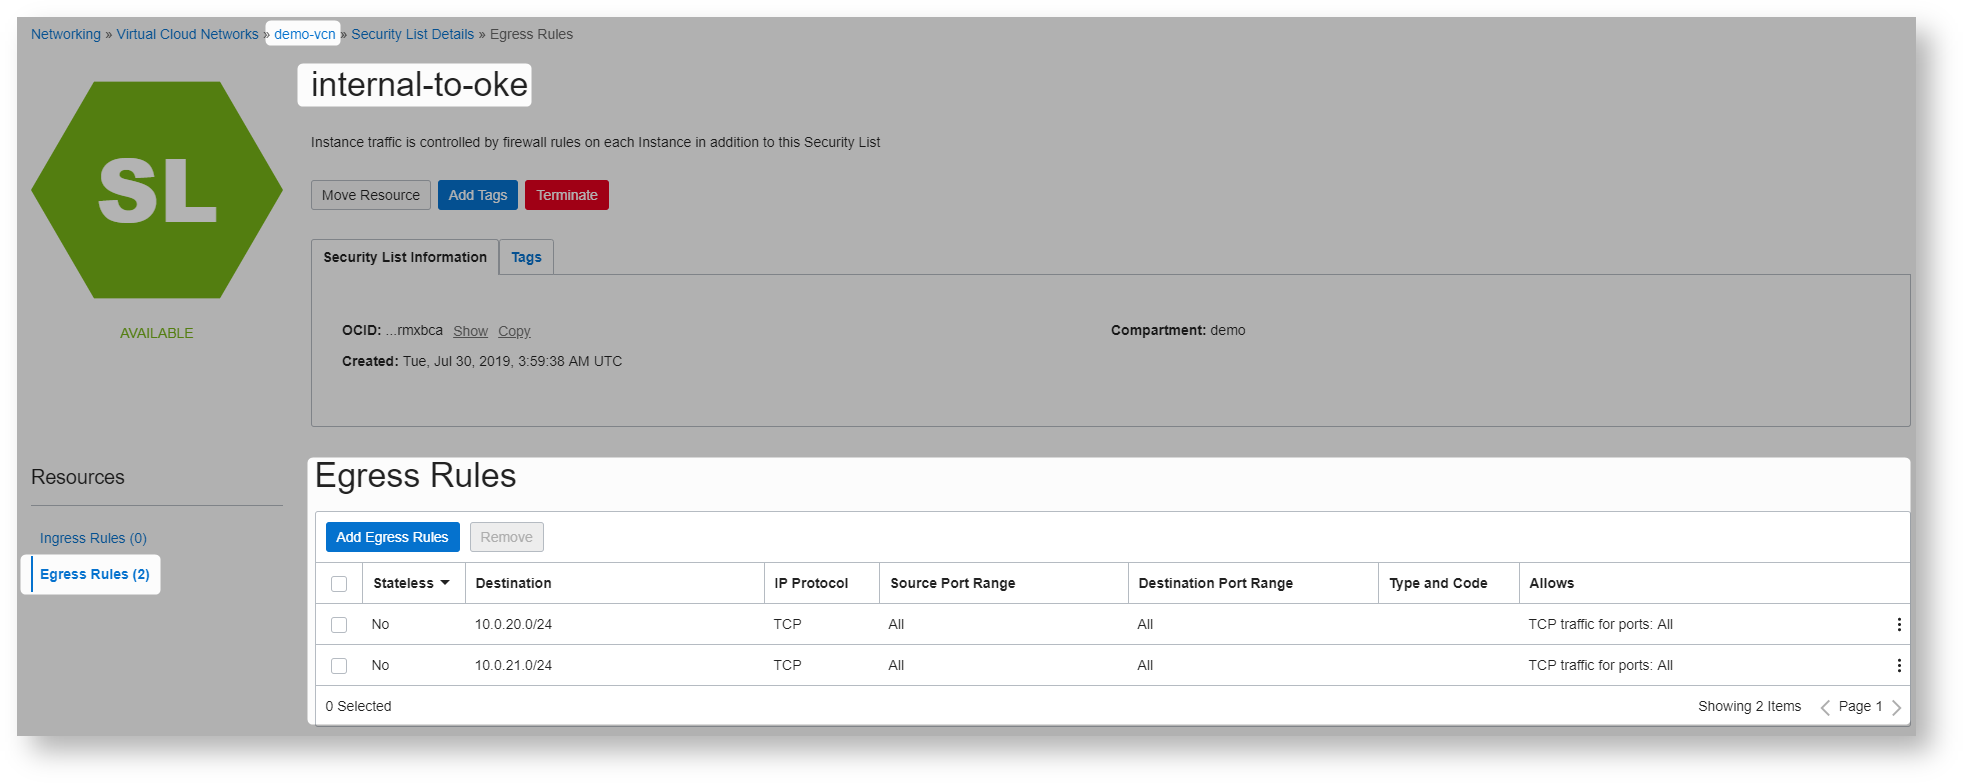 Networking » Virtual Cloud Networks » demo-vcn » Security List Details » Egress Rules
SL
AVAILABLE
internal-to-oke
Instance traffic is controlled by firewall rules on each Instance in addition to this Security List
Move Resource Add Tags Terminate
Security List Information Tags
OCID: ...rmxbca Show Copy Compartment: demo
Created: Tue, Jul 30, 2019, 3:59:38 AM UTC
Resources
Ingress Rules (0)
Egress Rules (2)
Egress Rules
Add Egress Rules Remove
Stateless Destination IP Protocol Source Port Range Destination Port Range Type and Code Allows
No 10.0.20.0/24 TCP All All TCP traffic for ports: All
No 10.0.21.0/24 TCP All All TCP traffic for ports: All
0 Selected Showing 2 Items Page 1